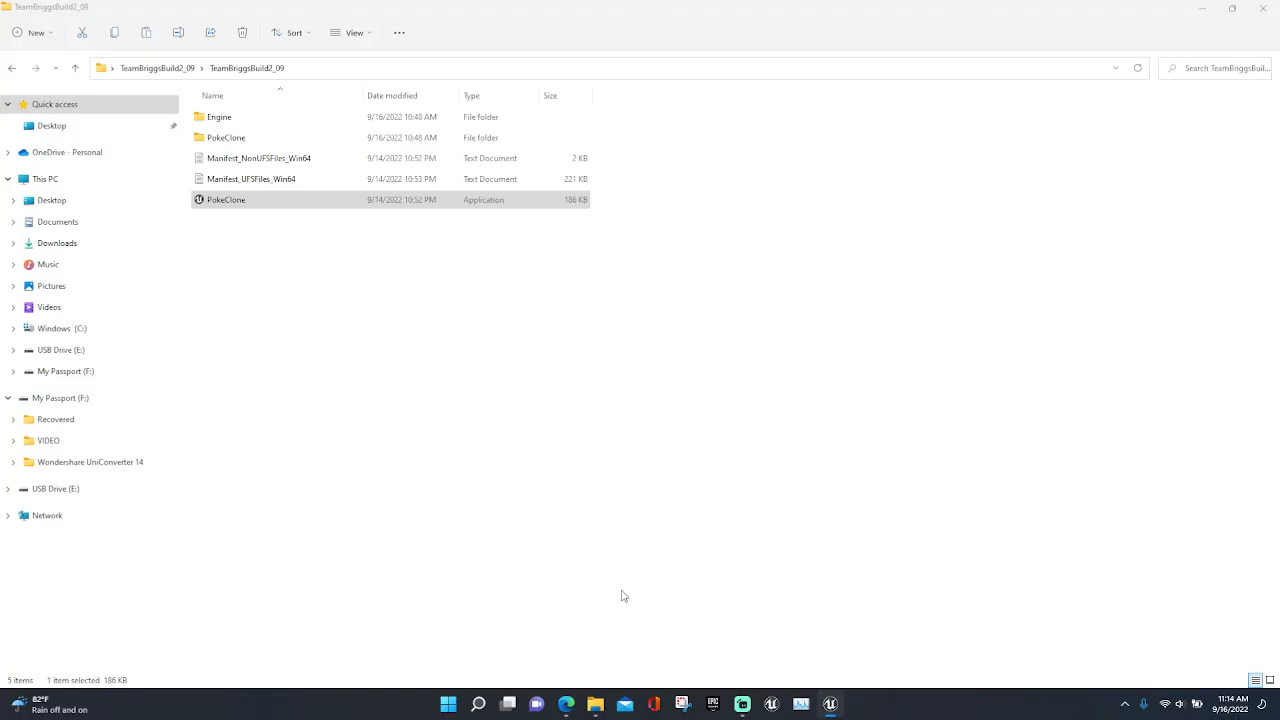 TeamBriggsBuild2_09
New
Sort
View
TeamBriggsBuild2_09 > TeamBriggsBuild2_09
Search TeamBriggsBuil...
Name Date modified Type Size
Quick access
Desktop
OneDrive - Personal
This PC
Desktop
Documents
Downloads
Music
Pictures
Videos
Windows (C:)
USB Drive (E:)
My Passport (F:)
My Passport (F:)
Recovered
VIDEO
Wondershare UniConverter 14
USB Drive (E:)
Network
Engine 9/16/2022 10:48 AM File folder
PokeClone 9/16/2022 10:48 AM File folder
Manifest_NonUFSFiles_Win64 9/14/2022 10:52 PM Text Document 2 KB
Manifest_UFSFiles_Win64 9/14/2022 10:53 PM Text Document 221 KB
PokeClone 9/14/2022 10:52 PM Application 186 KB
5 items 1 item selected 186 KB
82°F
Rain off and on
11:14 AM
9/16/2022